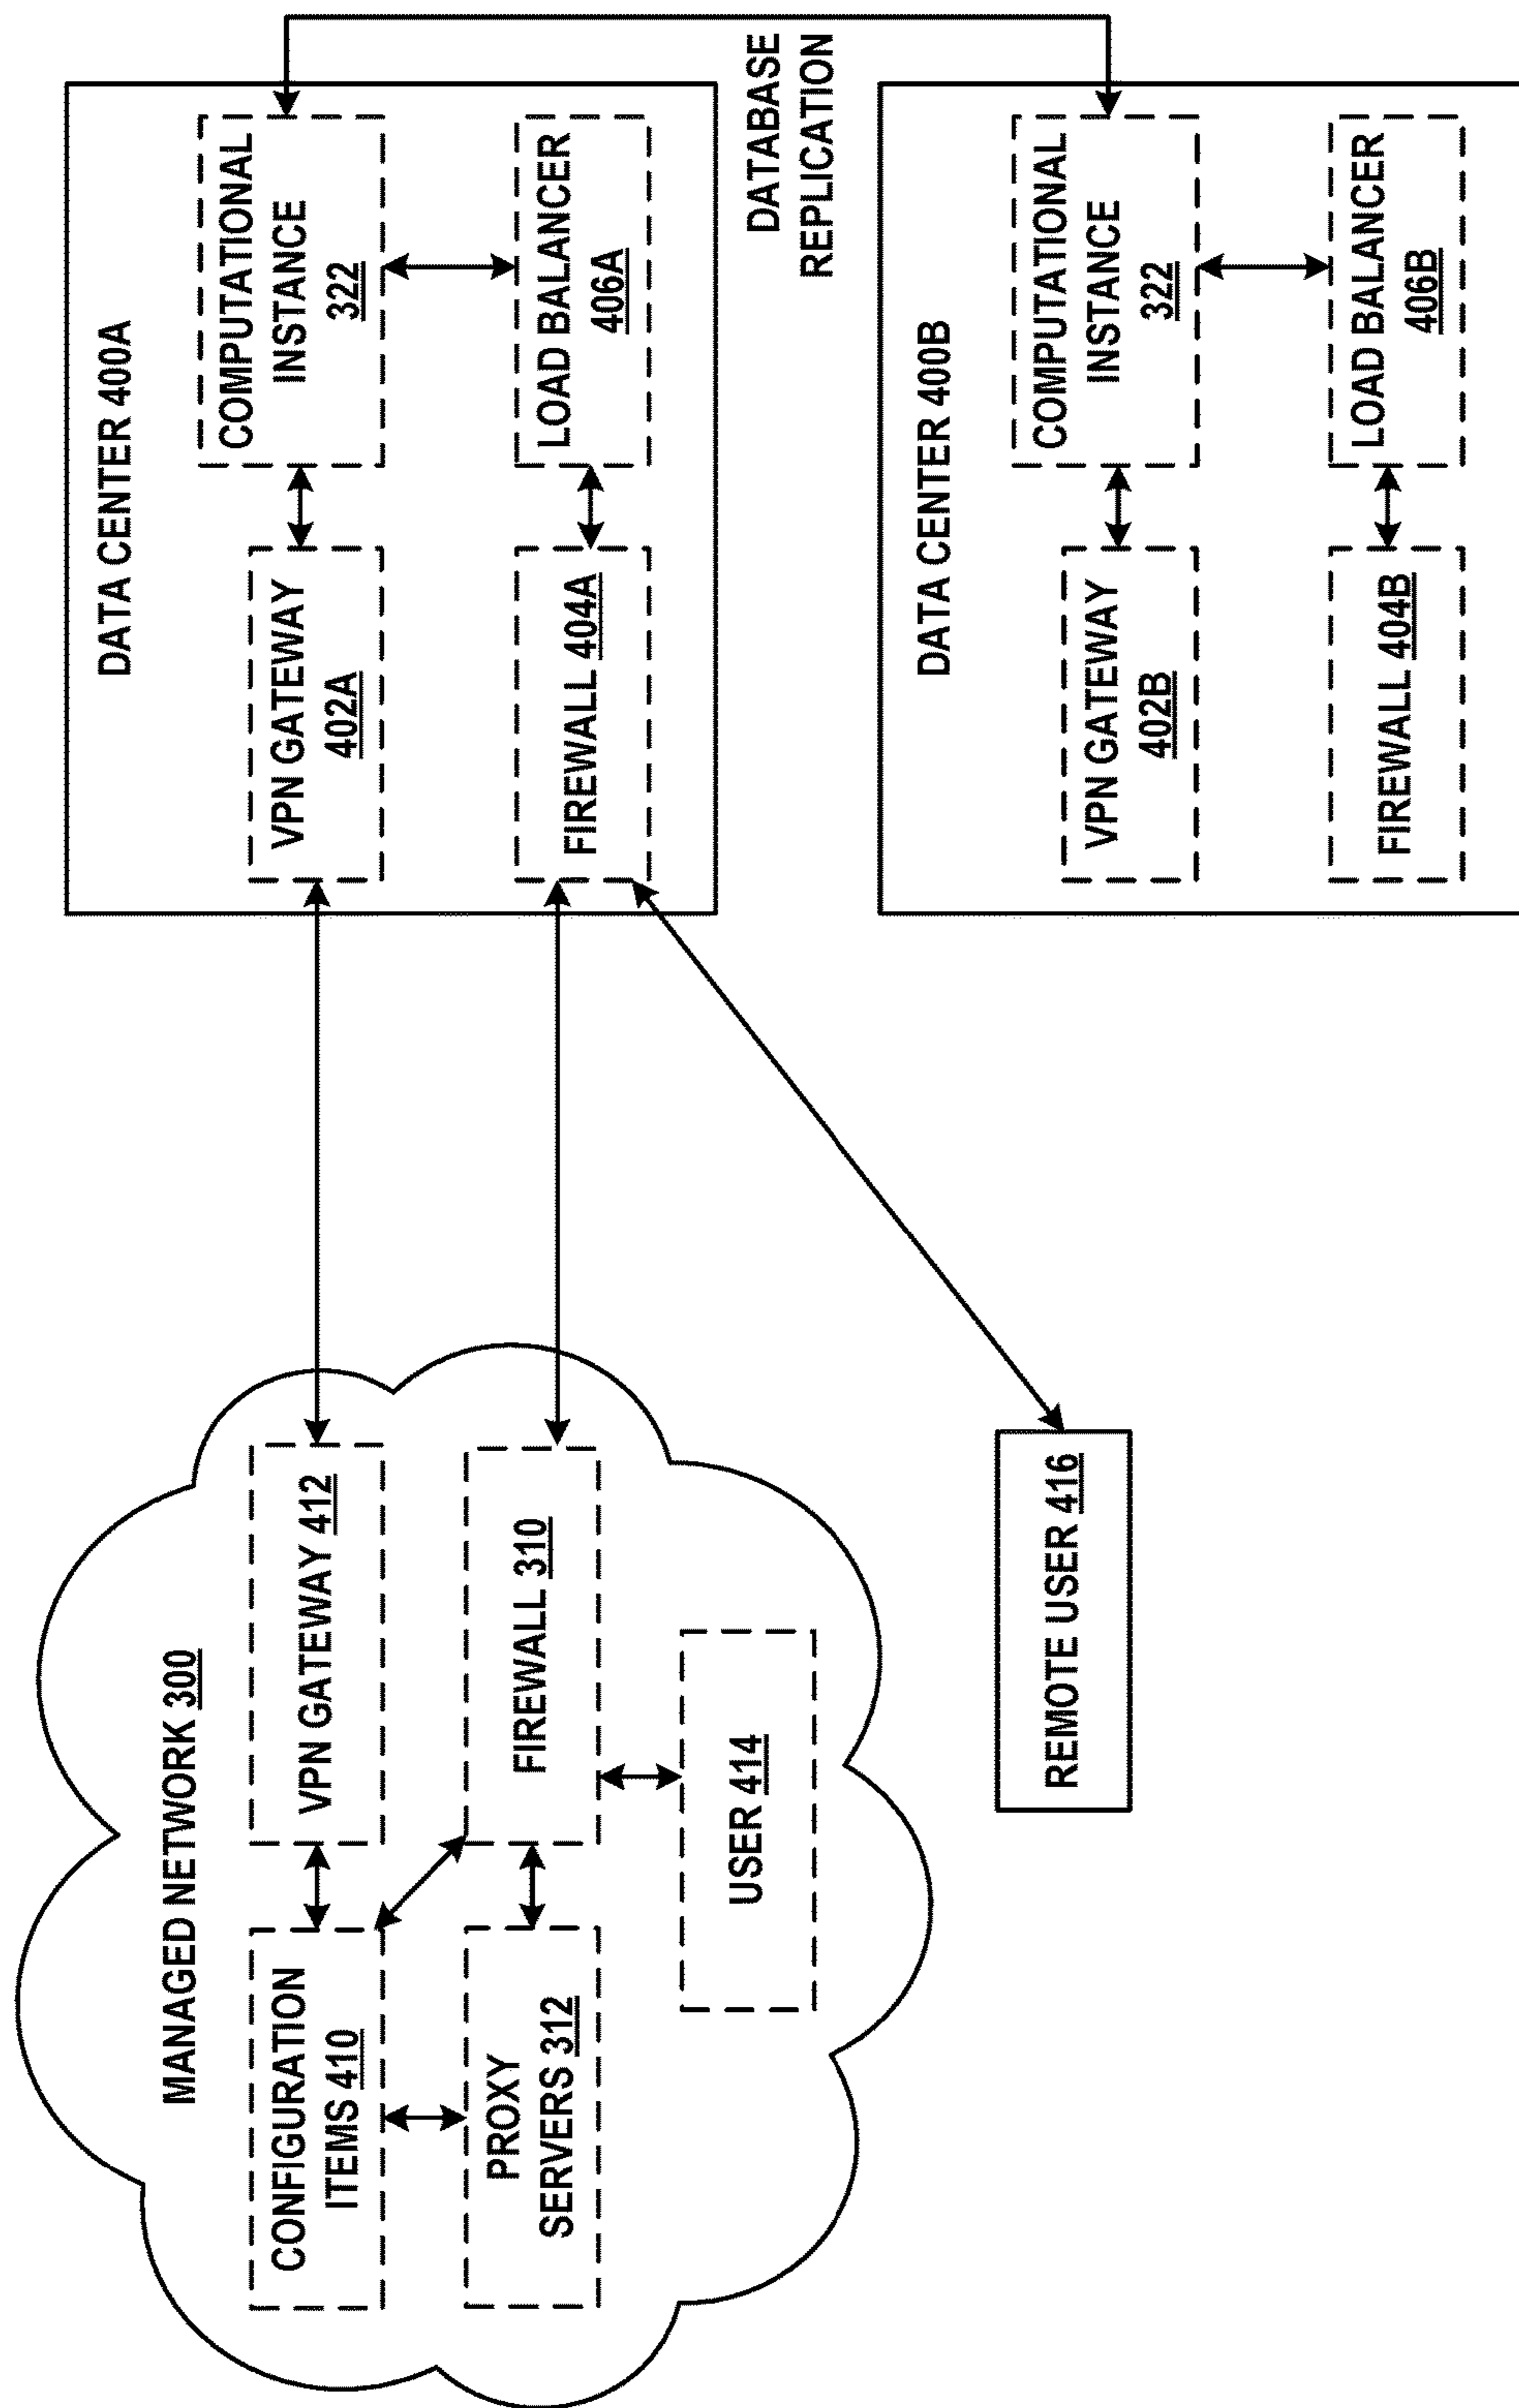 MANAGED NETWORK 300
CONFIGURATION
ITEMS 410
VPN GATEWAY 412
PROXY
SERVERS 312
FIREWALL 310
USER 414
REMOTE USER 416
DATA CENTER 400A
VPN GATEWAY
402A
COMPUTATIONAL
INSTANCE
322
FIREWALL 404A
LOAD BALANCER
406A
DATABASE
REPLICATION
DATA CENTER 400B
VPN GATEWAY
402B
COMPUTATIONAL
INSTANCE
322
FIREWALL 404B
LOAD BALANCER
406B